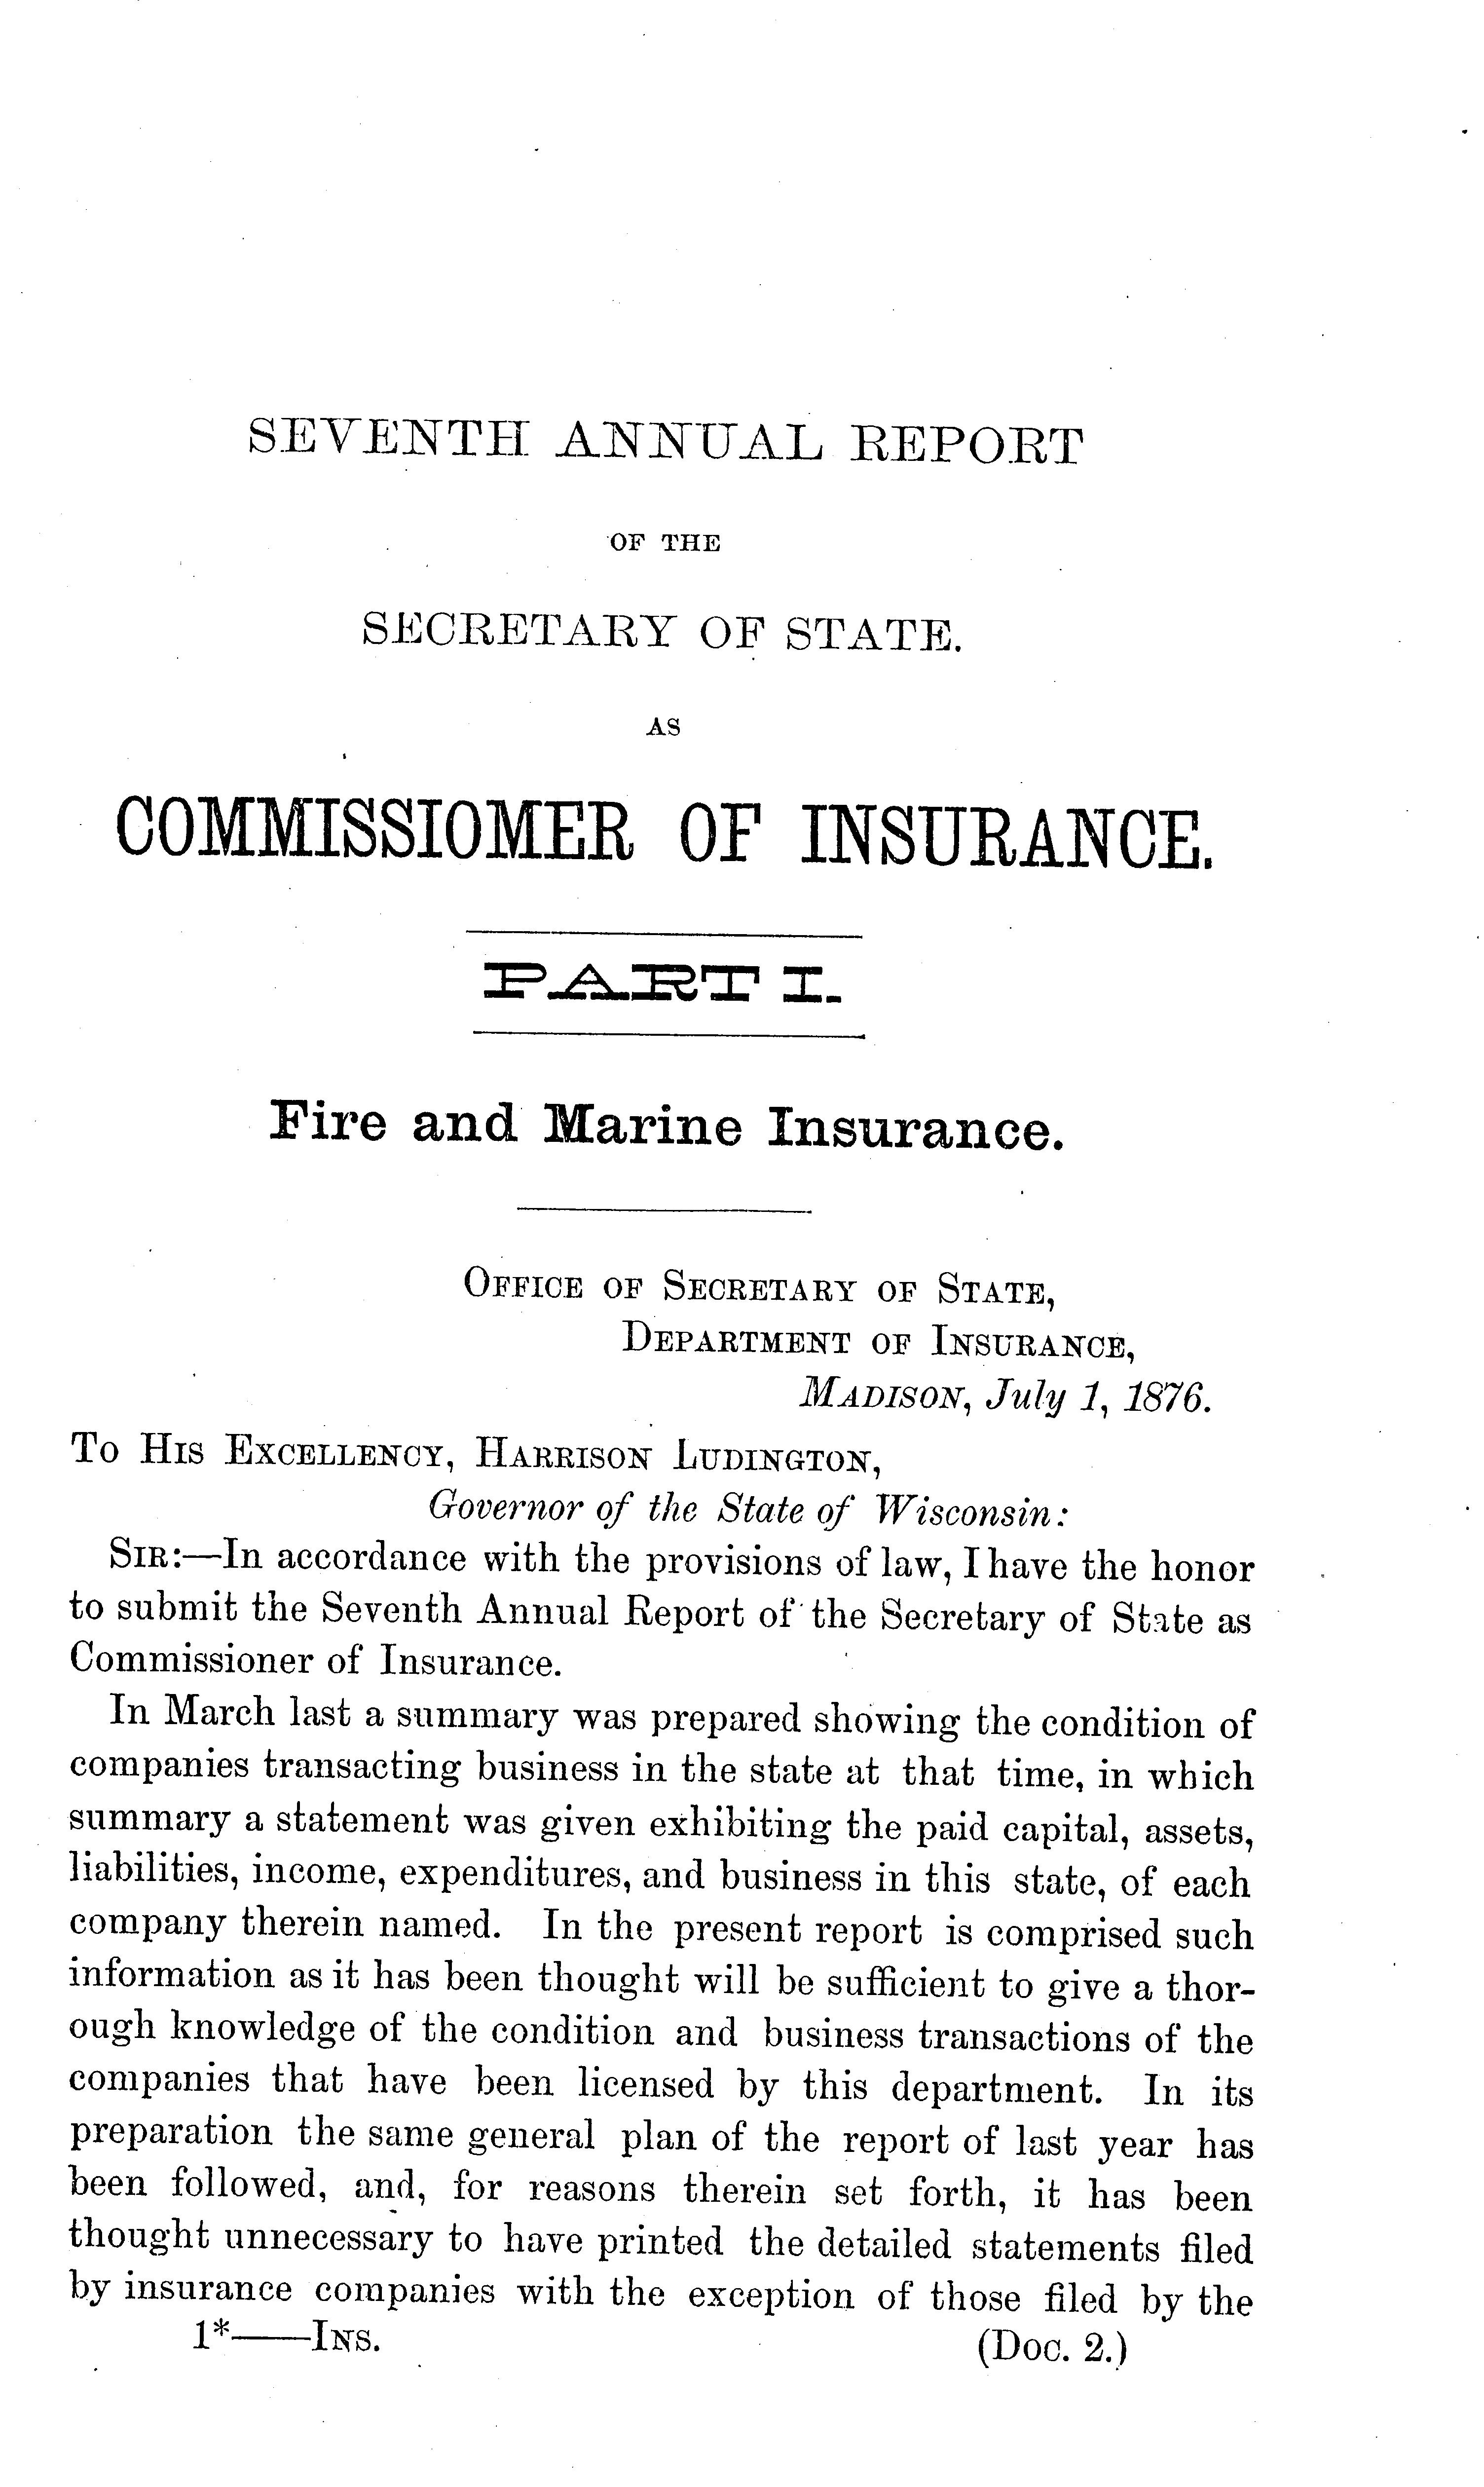 SEVENTH ANNUAL REPORT
OF THE
SECRETARY OF STATE.
AS
COMMISSIOMER OF INSURANCE.
PART I.
Fire and Marine Insurance.
OFFICE OF SECRETARY OF STATE,
DEPARTMENT OF INSURANCE,
MADISON, July 1, 1876.
TO HIS EXCELLENCY, HARRISON LUDINGTON,
Governor of the State of Wisconsin:
SIR:—In accordance with the provisions of law, I have the honor
to submit the Seventh Annual Report of the Secretary of State as
Commissioner of Insurance.
In March last a summary was prepared showing the condition of
companies transacting business in the state at that time, in which
summary a statement was given exhibiting the paid capital, assets,
liabilities, income, expenditures, and business in this state, of each
company therein named. In the present report is comprised such
information as it has been thought will be sufficient to give a thor-
ough knowledge of the condition and business transactions of the
companies that have been licensed by this department. In its
preparation the same general plan of the report of last year has
been followed, and, for reasons therein set forth, it has been
thought unnecessary to have printed the detailed statements filed
by insurance companies with the exception of those filed by the
1*——INS.
(DOC. 2.)